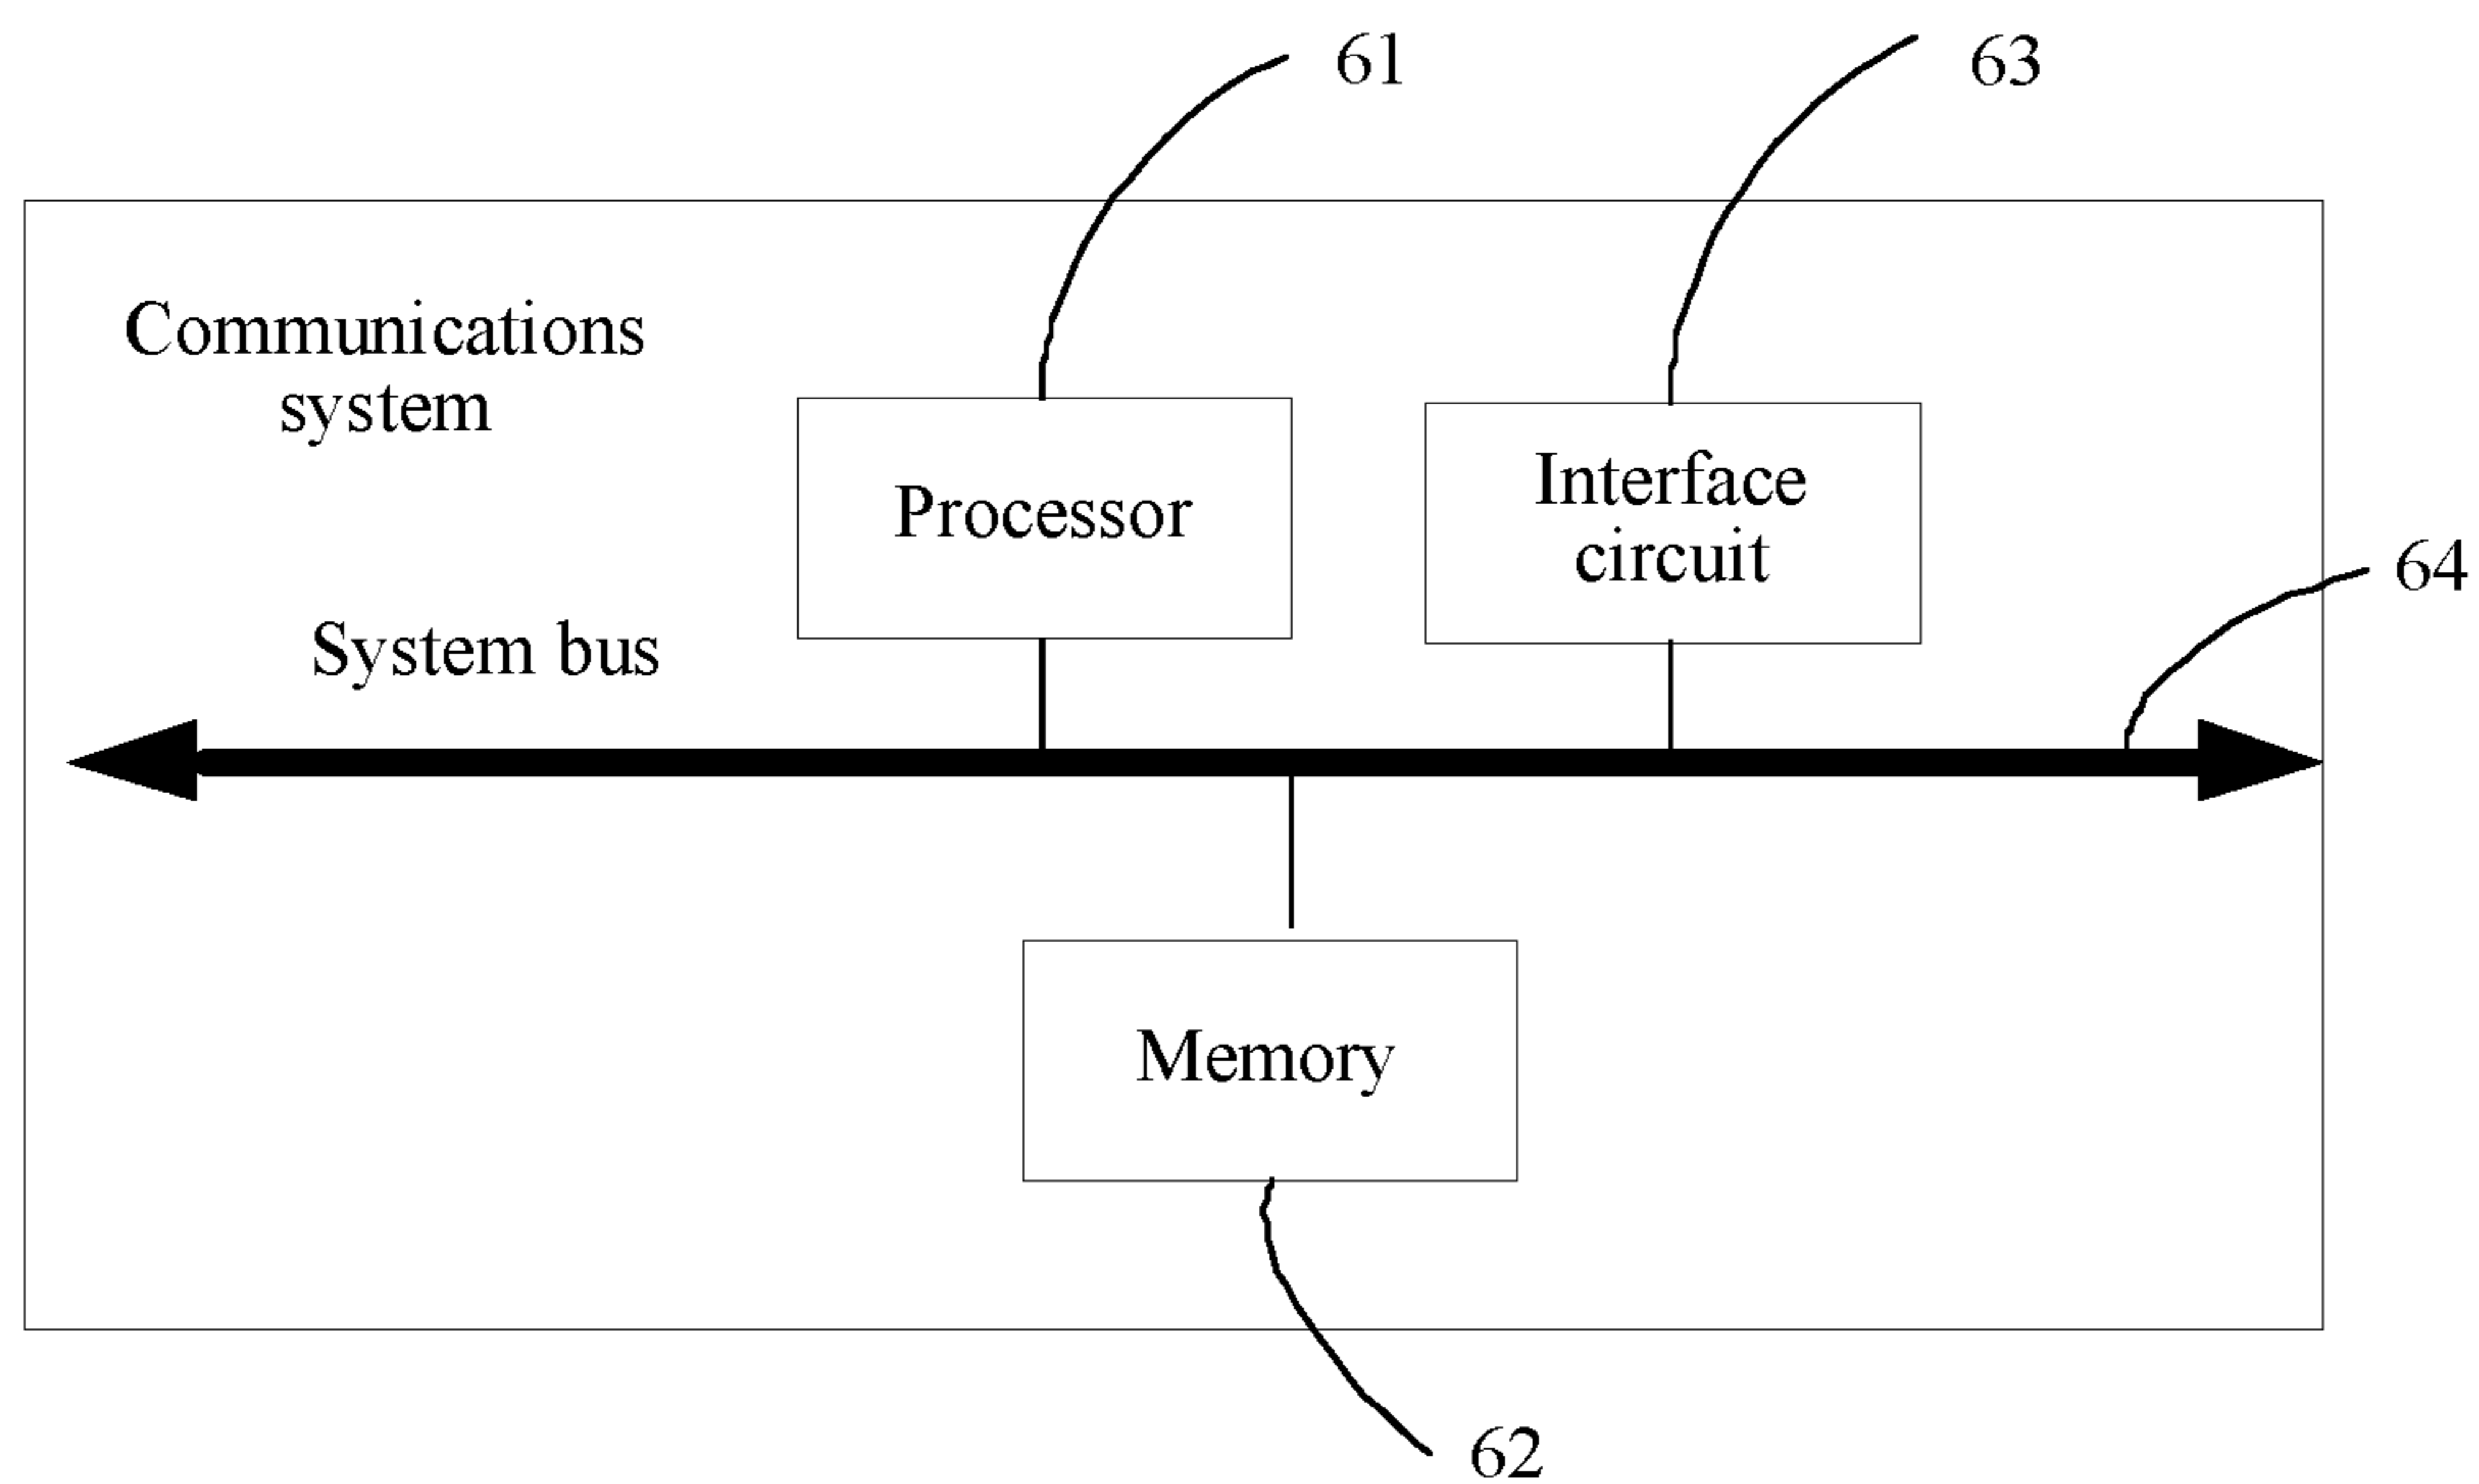 61
63
Communications
system
Processor
Interface
circuit
64
System bus
Memory
62